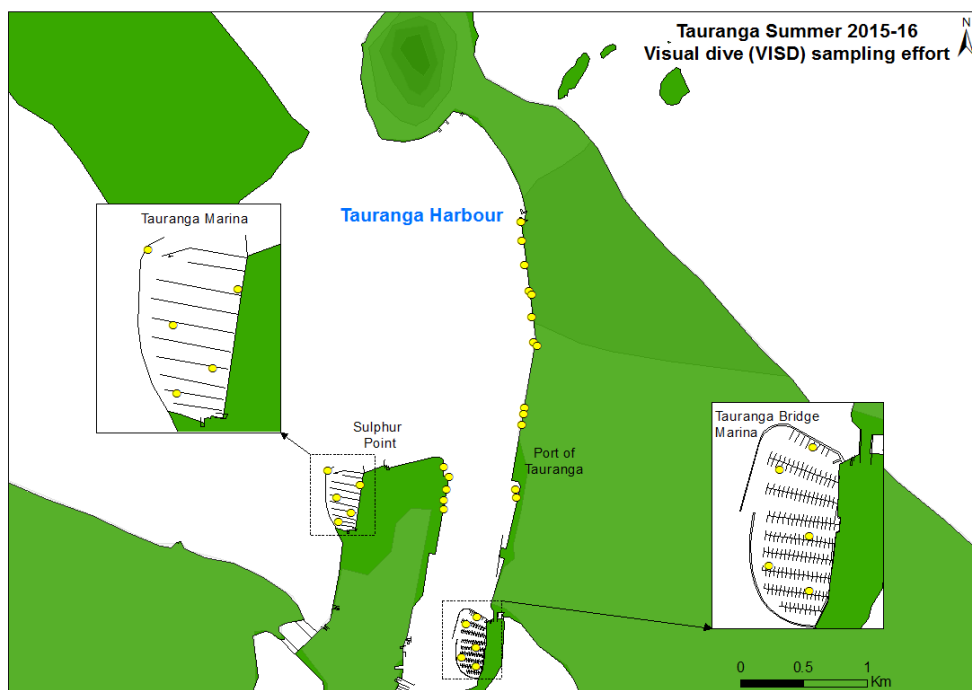 Tauranga Summer 2015-16
Visual dive (VISD) sampling effort
N
Tauranga Harbour
Tauranga Marina
Sulphur
Point
Port of
Tauranga
Tauranga Bridge
Marina
0 0.5 1
Km